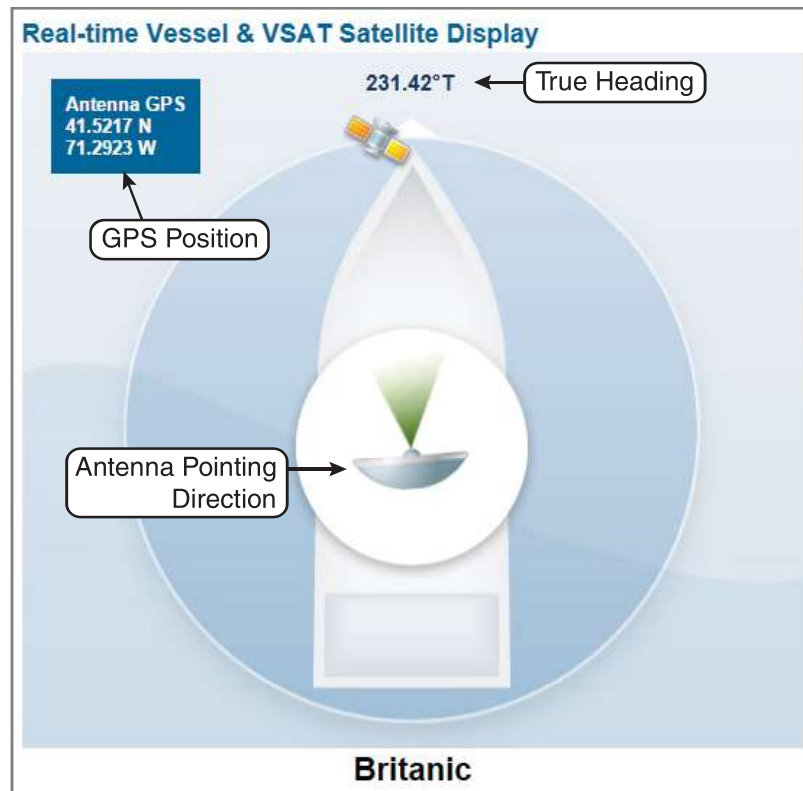 Real-time Vessel & VSAT Satellite Display
231.42°T
True Heading
Antenna GPS
41.5217 N
71.2923 W
GPS Position
Antenna Pointing
Direction
Britanic